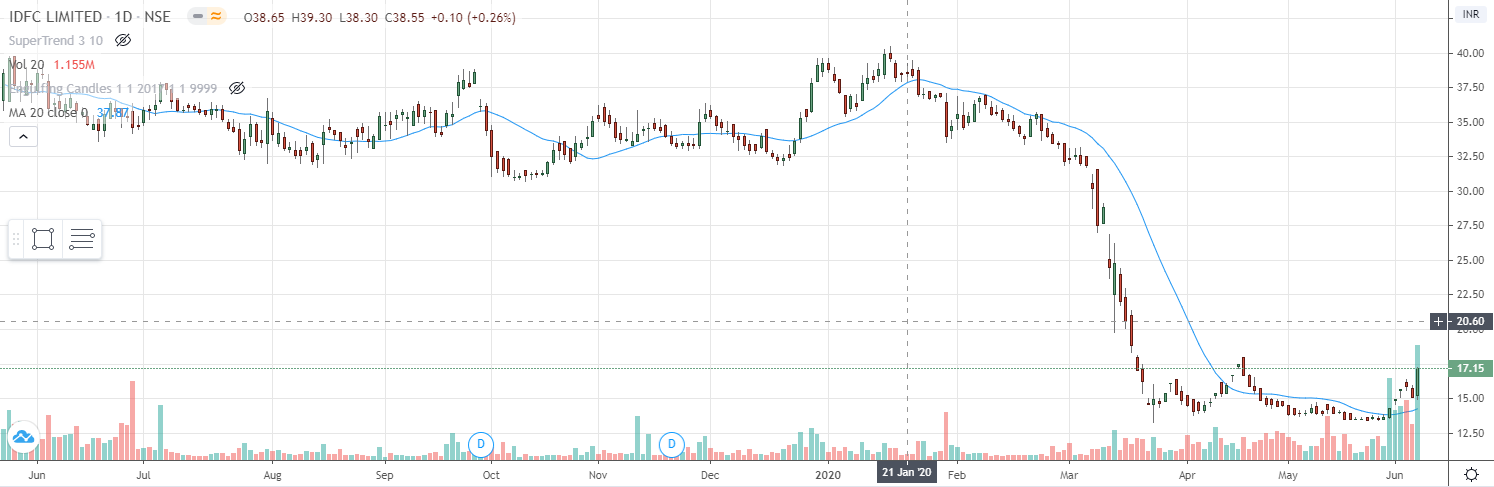 IDFC LIMITED · 1D · NSE O38.65 H39.30 L38.30 C38.55 +0.10 (+0.26%)
INR
SuperTrend 3 10
Vol 20 1.155M
Engulfing Candles 1 1 2017 1 1 9999
MA 20 close 0 37.87
40.00
37.50
35.00
32.50
30.00
27.50
25.00
22.50
20.60
20.00
17.15
15.00
12.50
D D
Jun Jul Aug Sep Oct Nov Dec 2020 21 Jan '20 Feb Mar Apr May Jun